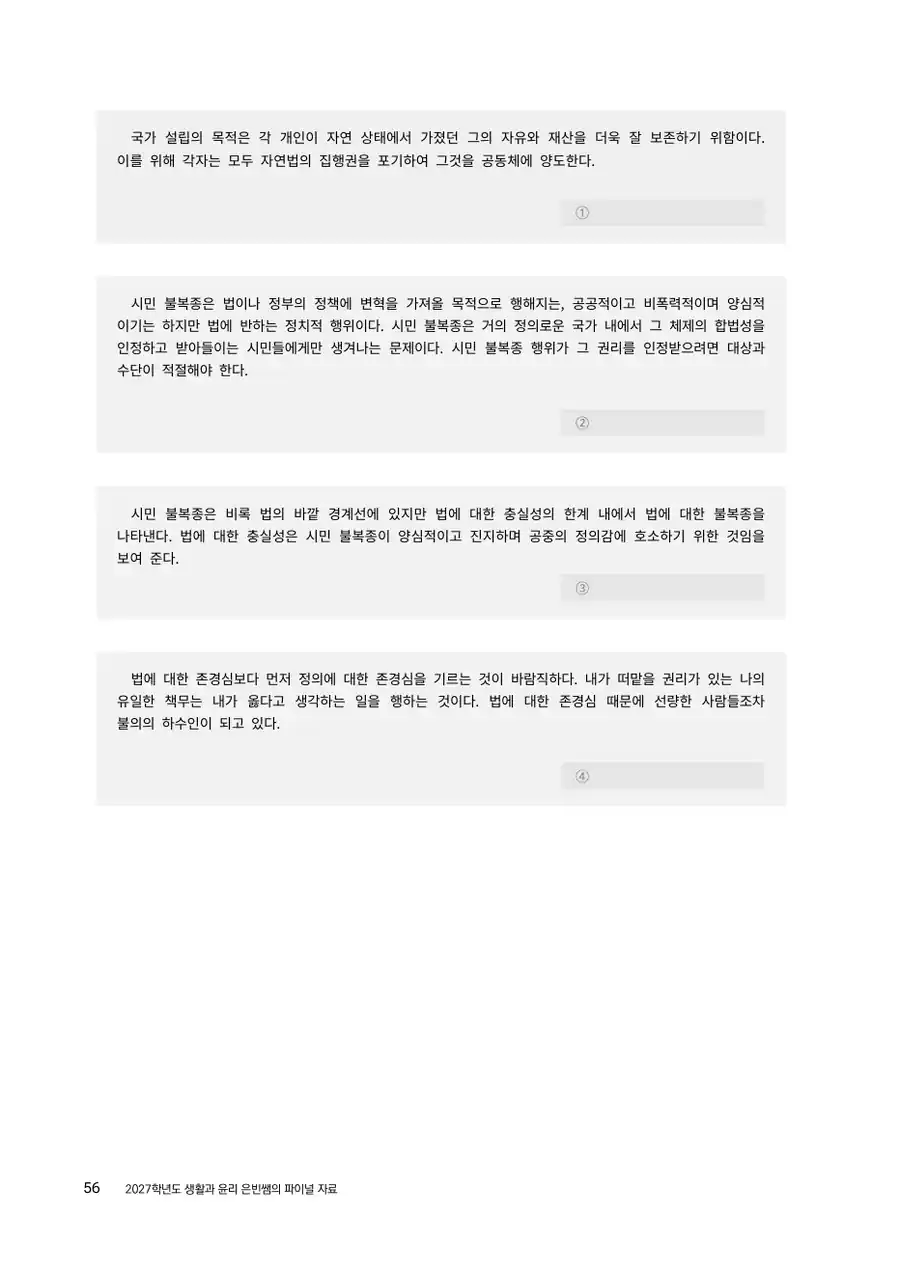 국가 설립의 목적은 각 개인이 자연 상태에서 가졌던 그의 자유와 재산을 더욱 잘 보존하기 위함이다.
이를 위해 각자는 모두 자연법의 집행권을 포기하여 그것을 공동체에 양도한다.
①
시민 불복종은 법이나 정부의 정책에 변혁을 가져올 목적으로 행해지는, 공공적이고 비폭력적이며 양심적
이기는 하지만 법에 반하는 정치적 행위이다. 시민 불복종은 거의 정의로운 국가 내에서 그 체제의 합법성을
인정하고 받아들이는 시민들에게만 생겨나는 문제이다. 시민 불복종 행위가 그 권리를 인정받으려면 대상과
수단이 적절해야 한다.
②
시민 불복종은 비록 법의 바깥 경계선에 있지만 법에 대한 충실성의 한계 내에서 법에 대한 불복종을
나타낸다. 법에 대한 충실성은 시민 불복종이 양심적이고 진지하며 공중의 정의감에 호소하기 위한 것임을
보여 준다.
③
법에 대한 존경심보다 먼저 정의에 대한 존경심을 기르는 것이 바람직하다. 내가 떠맡을 권리가 있는 나의
유일한 책무는 내가 옳다고 생각하는 일을 행하는 것이다. 법에 대한 존경심 때문에 선량한 사람들조차
불의의 하수인이 되고 있다.
④
56 2027학년도 생활과 윤리 은빈쌤의 파이널 자료